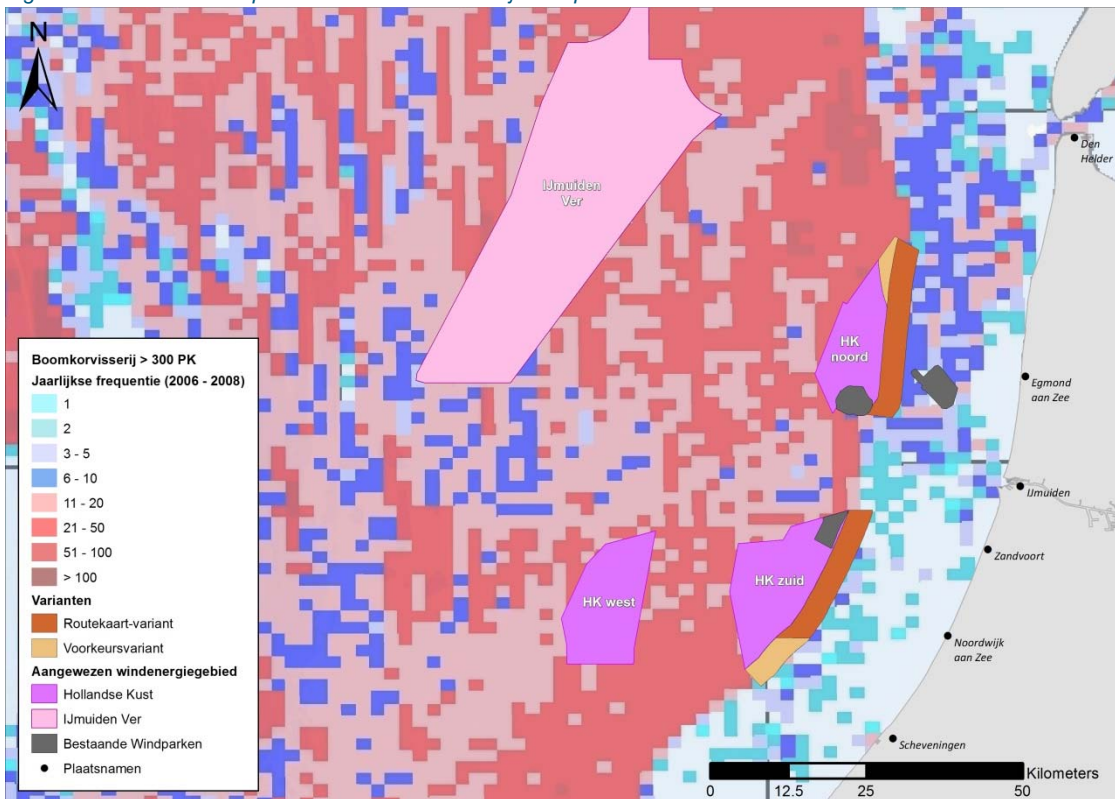 N
IJmuiden
Ver
Den
Helder
HK
noord
Egmond
aan Zee
IJmuiden
Zandvoort
HK zuid
HK west
Noordwijk
aan Zee
Scheveningen
Boomkorvisserij > 300 PK
Jaarlijkse frequentie (2006 - 2008)
1
2
3 - 5
6 - 10
11 - 20
21 - 50
51 - 100
> 100
Varianten
Routekaart-variant
Voorkeursvariant
Aangewezen windenergiegebied
Hollandse Kust
IJmuiden Ver
Bestaande Windparken
Plaatsnamen
Kilometers
0 12.5 25 50